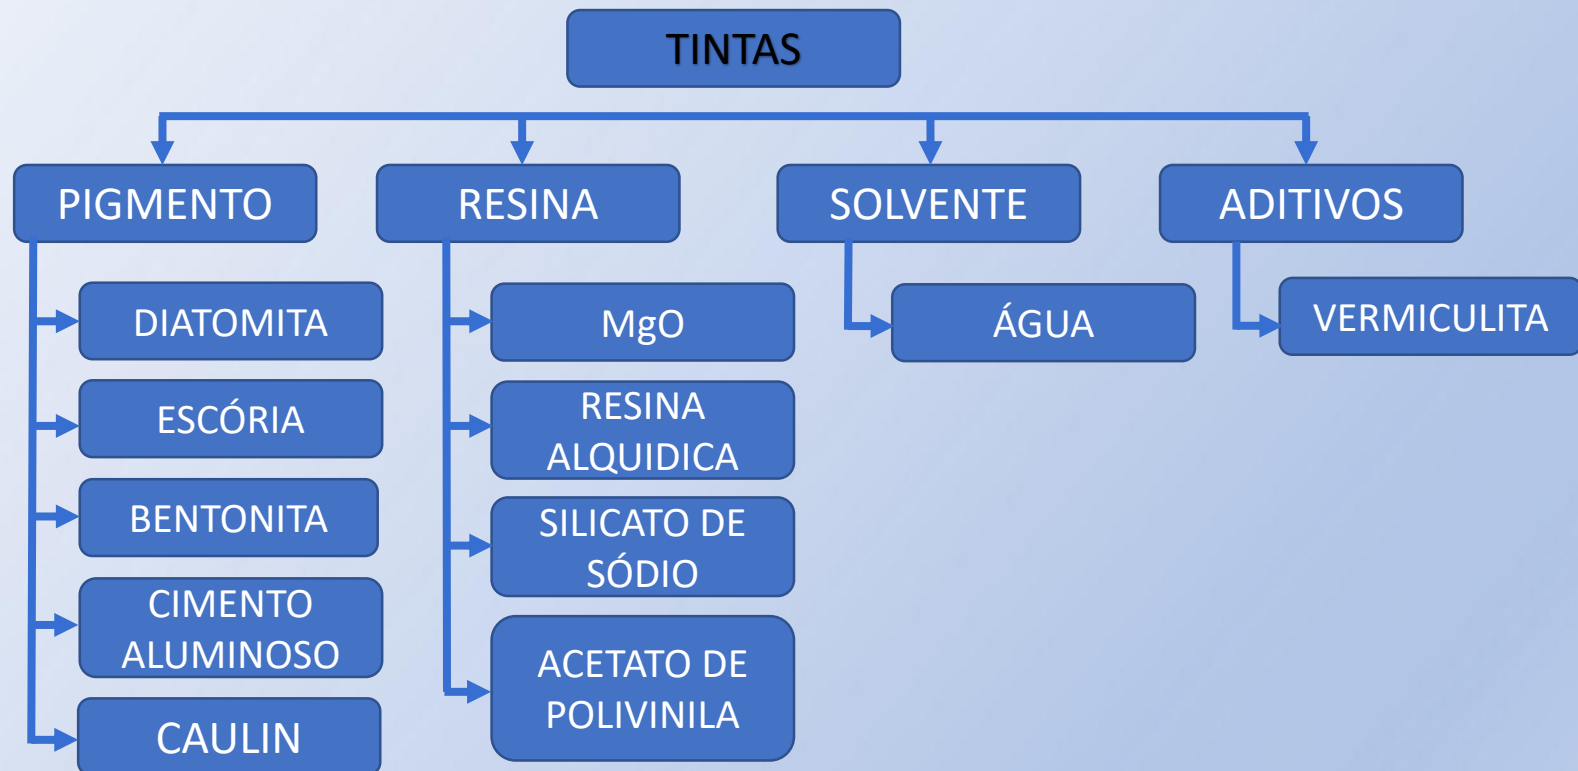 TINTAS
PIGMENTO
RESINA
SOLVENTE
ADITIVOS
DIATOMITA
ESCÓRIA
BENTONITA
CIMENTO
ALUMINOSO
CAULIN
MgO
RESINA
ALQUIDICA
SILICATO DE
SÓDIO
ACETATO DE
POLIVINILA
ÁGUA
VERMICULITA